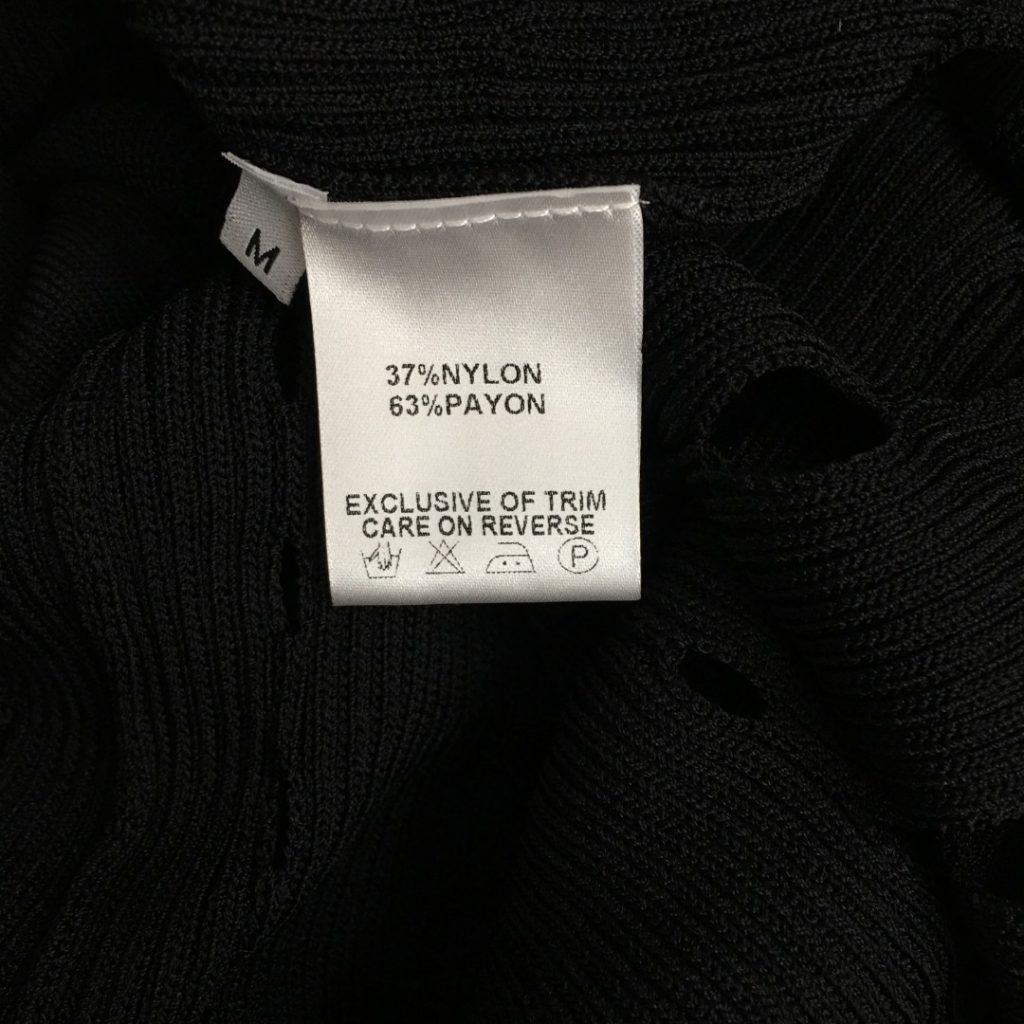 M
37%NYLON
63%PAYON
EXCLUSIVE OF TRIM
CARE ON REVERSE
P